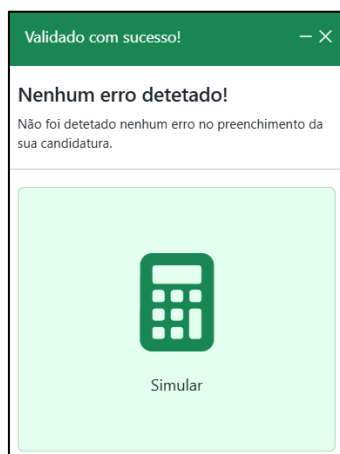 Validado com sucesso!
Nenhum erro detetado!
Não foi detetado nenhum erro no preenchimento da
sua candidatura.
Simular